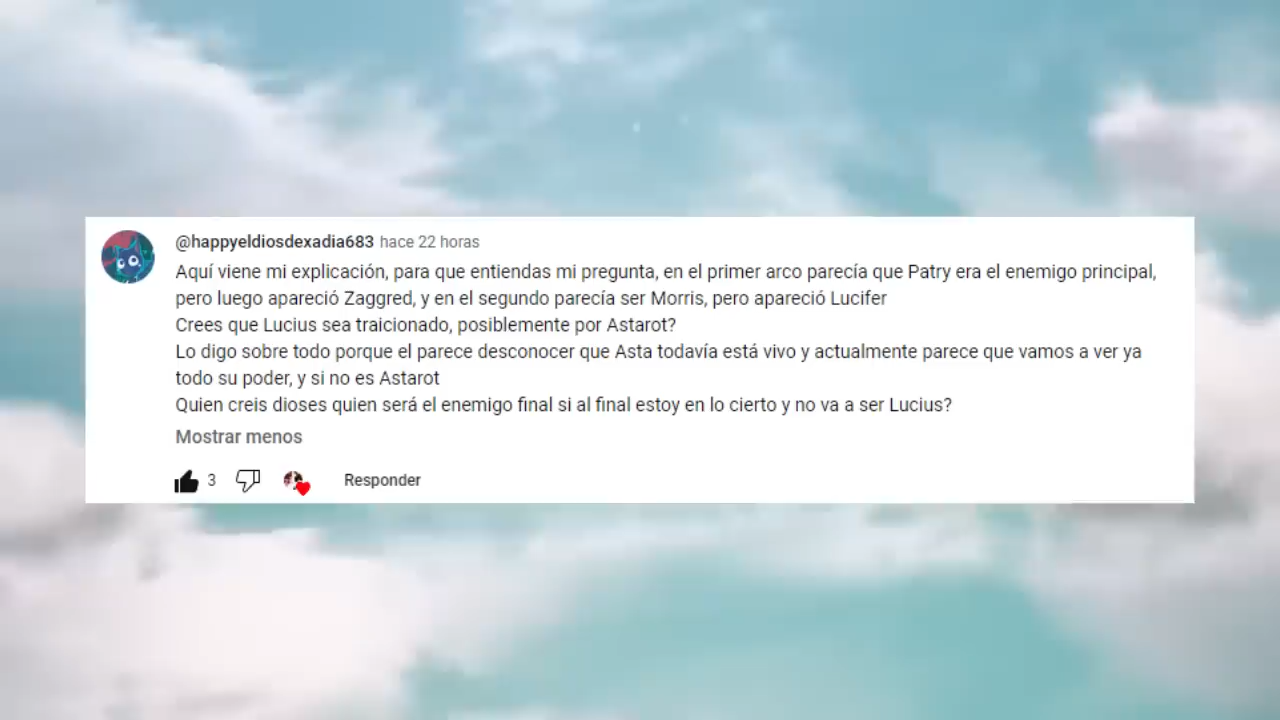 @happyeldiosdexadia683 hace 22 horas
Aquí viene mi explicación, para que entiendas mi pregunta, en el primer arco parecía que Patry era el enemigo principal,
pero luego apareció Zaggred, y en el segundo parecía ser Morris, pero apareció Lucifer
Crees que Lucius sea traicionado, posiblemente por Astarot?
Lo digo sobre todo porque el parece desconocer que Asta todavía está vivo y actualmente parece que vamos a ver ya
todo su poder, y si no es Astarot
Quien creis dioses quien será el enemigo final si al final estoy en lo cierto y no va a ser Lucius?
Mostrar menos
3 Responder